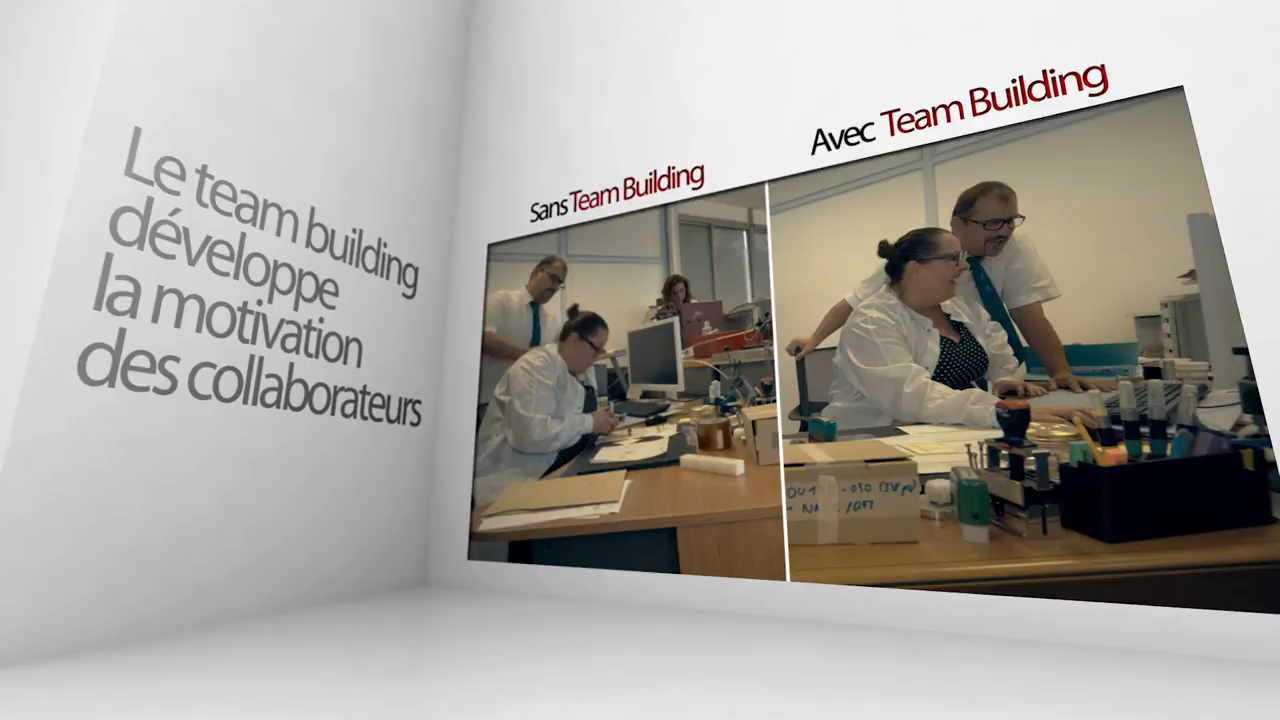 Le team building
développe
la motivation
des collaborateurs
Sans Team Building
Avec Team Building